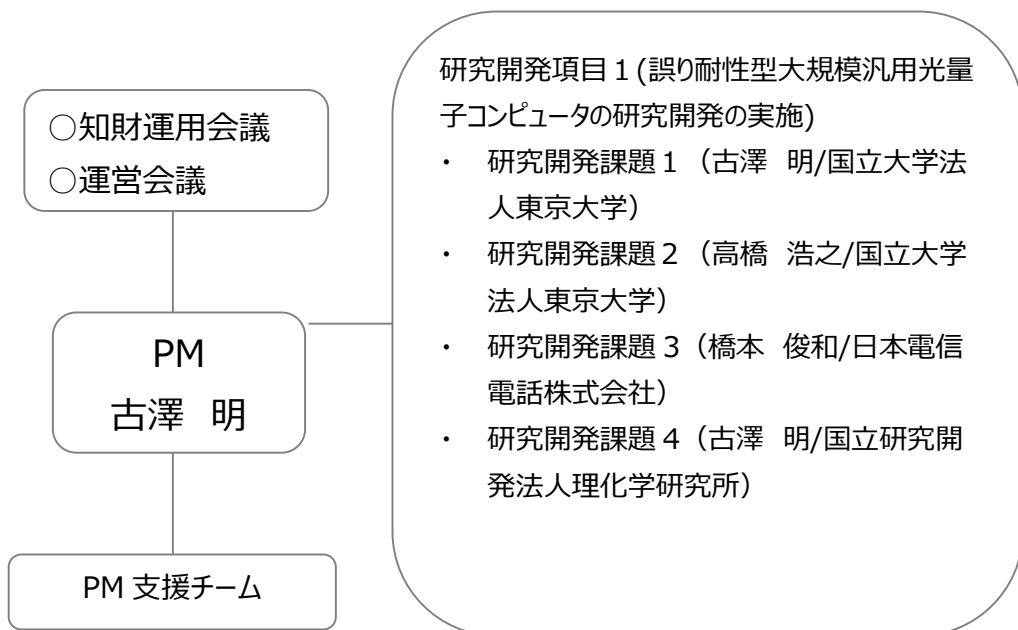 ○知財運用会議
○運営会議
PM
古澤 明
PM 支援チーム
研究開発項目１(誤り耐性型大規模汎用光量
子コンピュータの研究開発の実施)
・ 研究開発課題１（古澤 明/国立大学法
人東京大学）
・ 研究開発課題２（高橋 浩之/国立大学
法人東京大学）
・ 研究開発課題３（橋本 俊和/日本電信
電話株式会社）
・ 研究開発課題４（古澤 明/国立研究開
発法人理化学研究所）